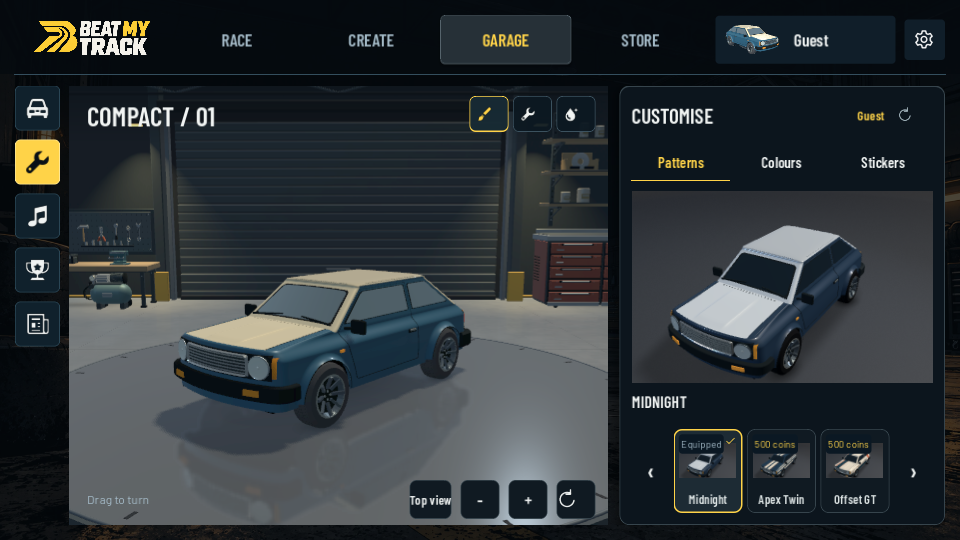 BEAT MY
TRACK
RACE
CREATE
GARAGE
STORE
Guest
COMPACT / 01
CUSTOMISE
Guest
Patterns
Colours
Stickers
MIDNIGHT
Equipped
500 coins
500 coins
Midnight
Apex Twin
Offset GT
Drag to turn
Top view
-
+